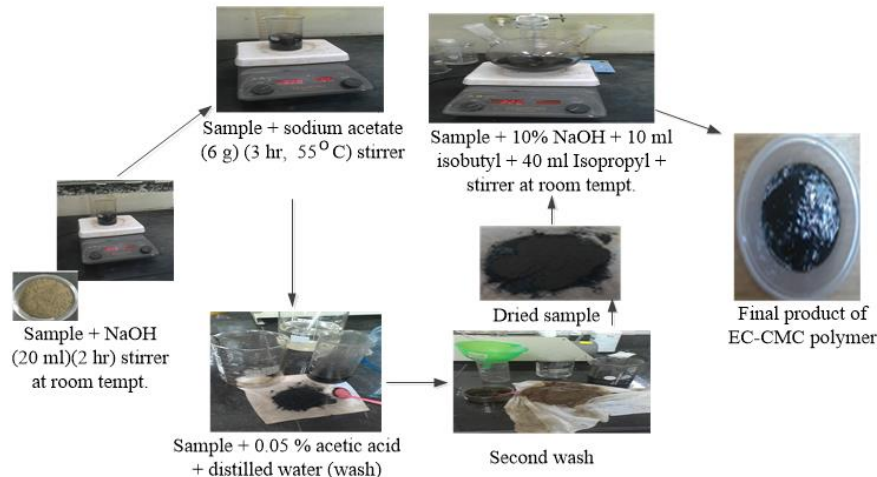 Sample + NaOH
(20 ml)(2 hr) stirrer
at room tempt.
Sample + sodium acetate
(6 g) (3 hr, 55⁰ C) stirrer
Sample + 0.05 % acetic acid
+ distilled water (wash)
Second wash
Dried sample
Sample + 10% NaOH + 10 ml
isobutyl + 40 ml Isopropyl +
stirrer at room tempt.
Final product of
EC-CMC polymer